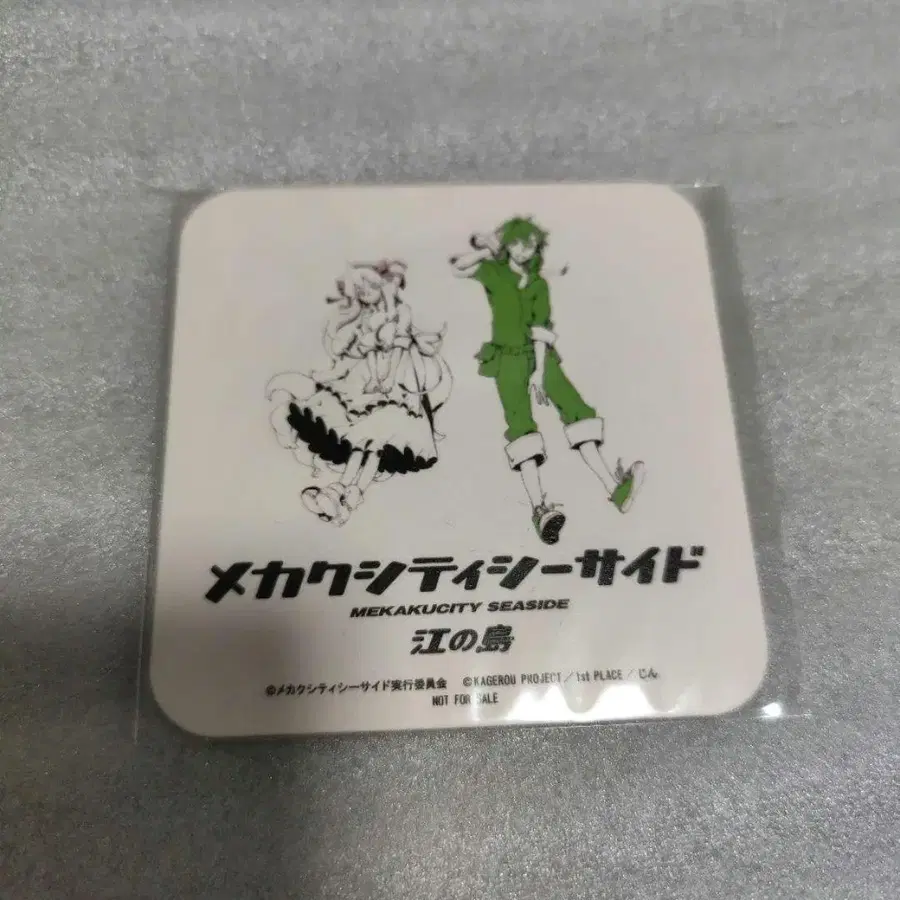 メカクシティシーサイド
MEKAKUCITY SEASIDE
江の島
©メカクシティシーサイド実行委員会 ©KAGEROU PROJECT／1st PLACE／じん
NOT FOR SALE